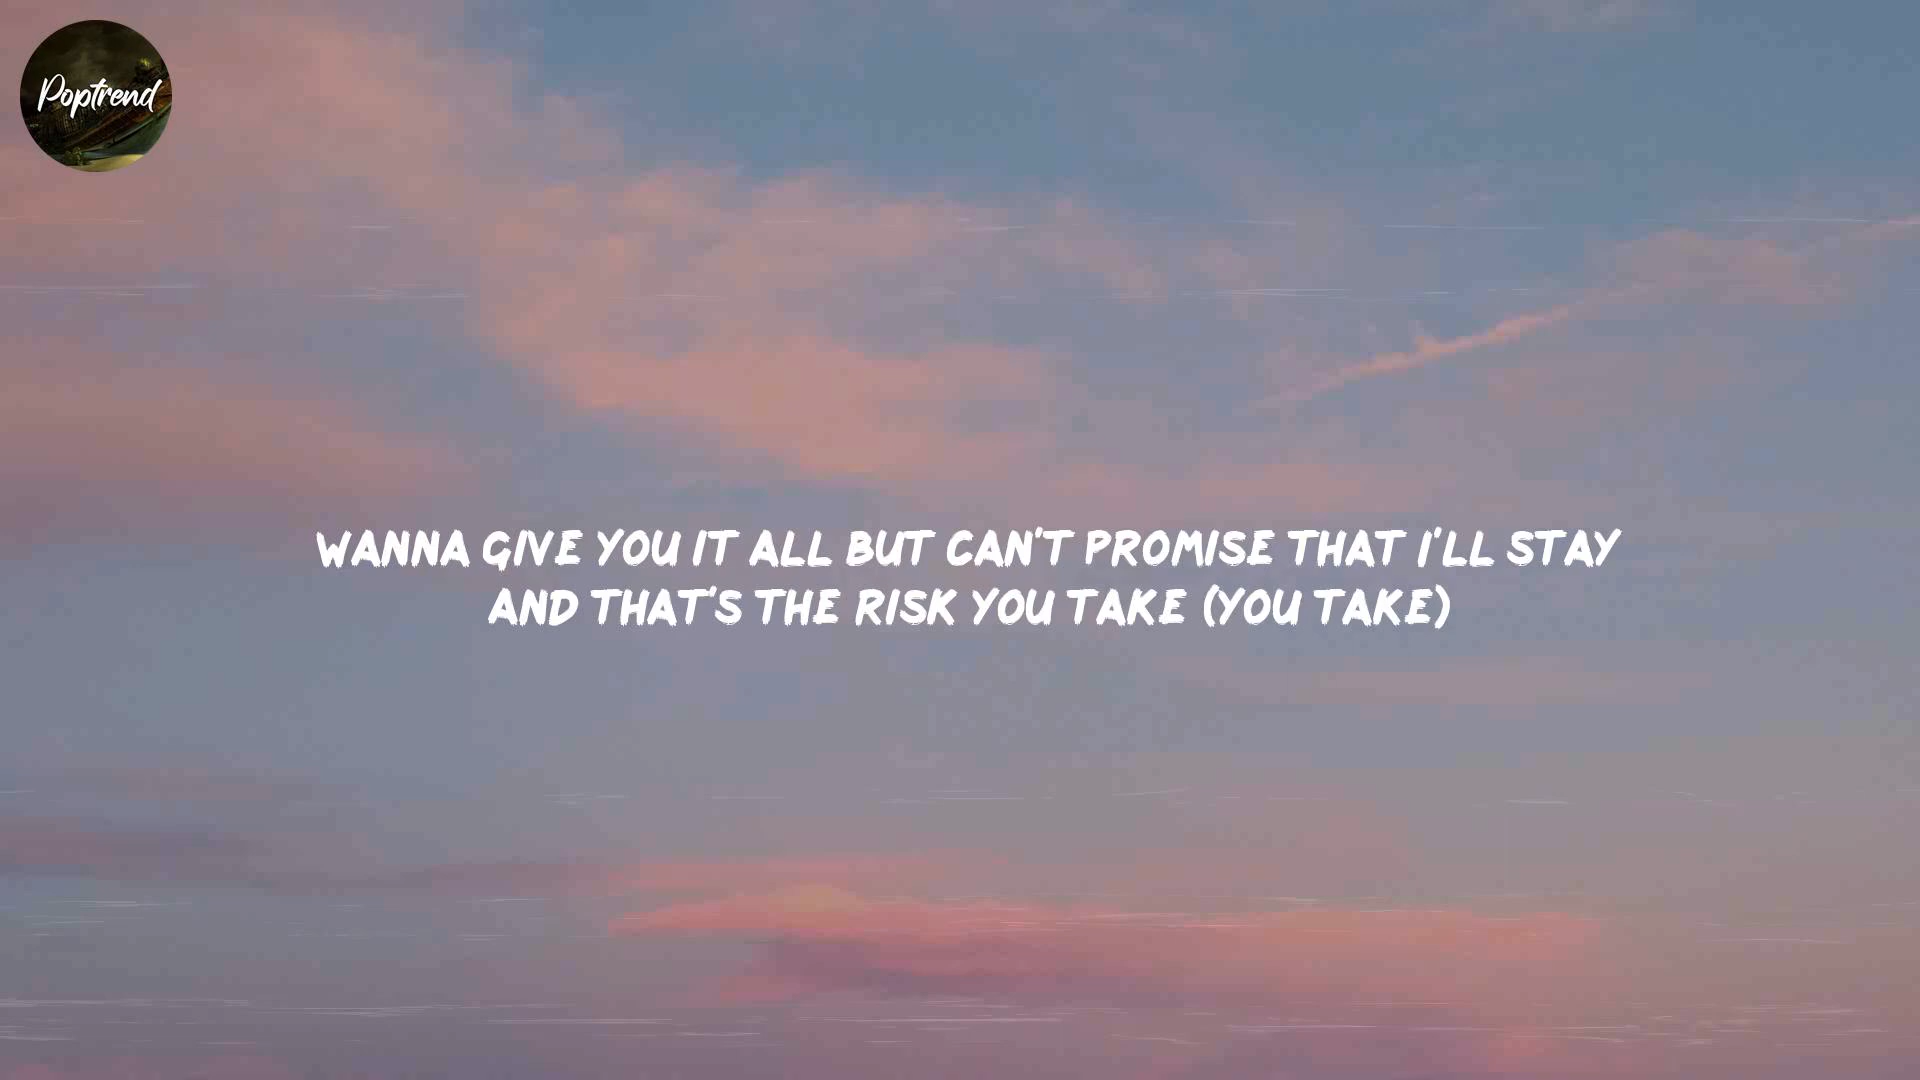 Poptrend
WANNA GIVE YOU IT ALL BUT CAN'T PROMISE THAT I'LL STAY
AND THAT'S THE RISK YOU TAKE (YOU TAKE)